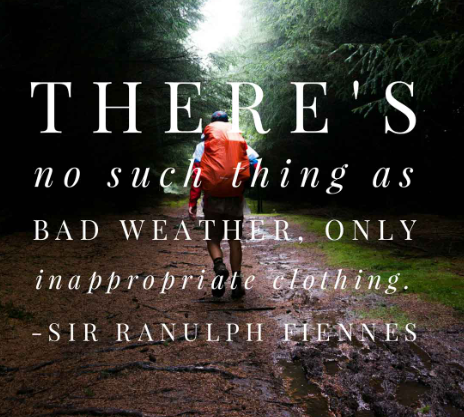 THERE'S
no such thing as
BAD WEATHER, ONLY
inappropriate clothing.
-SIR RANULPH FIENNES